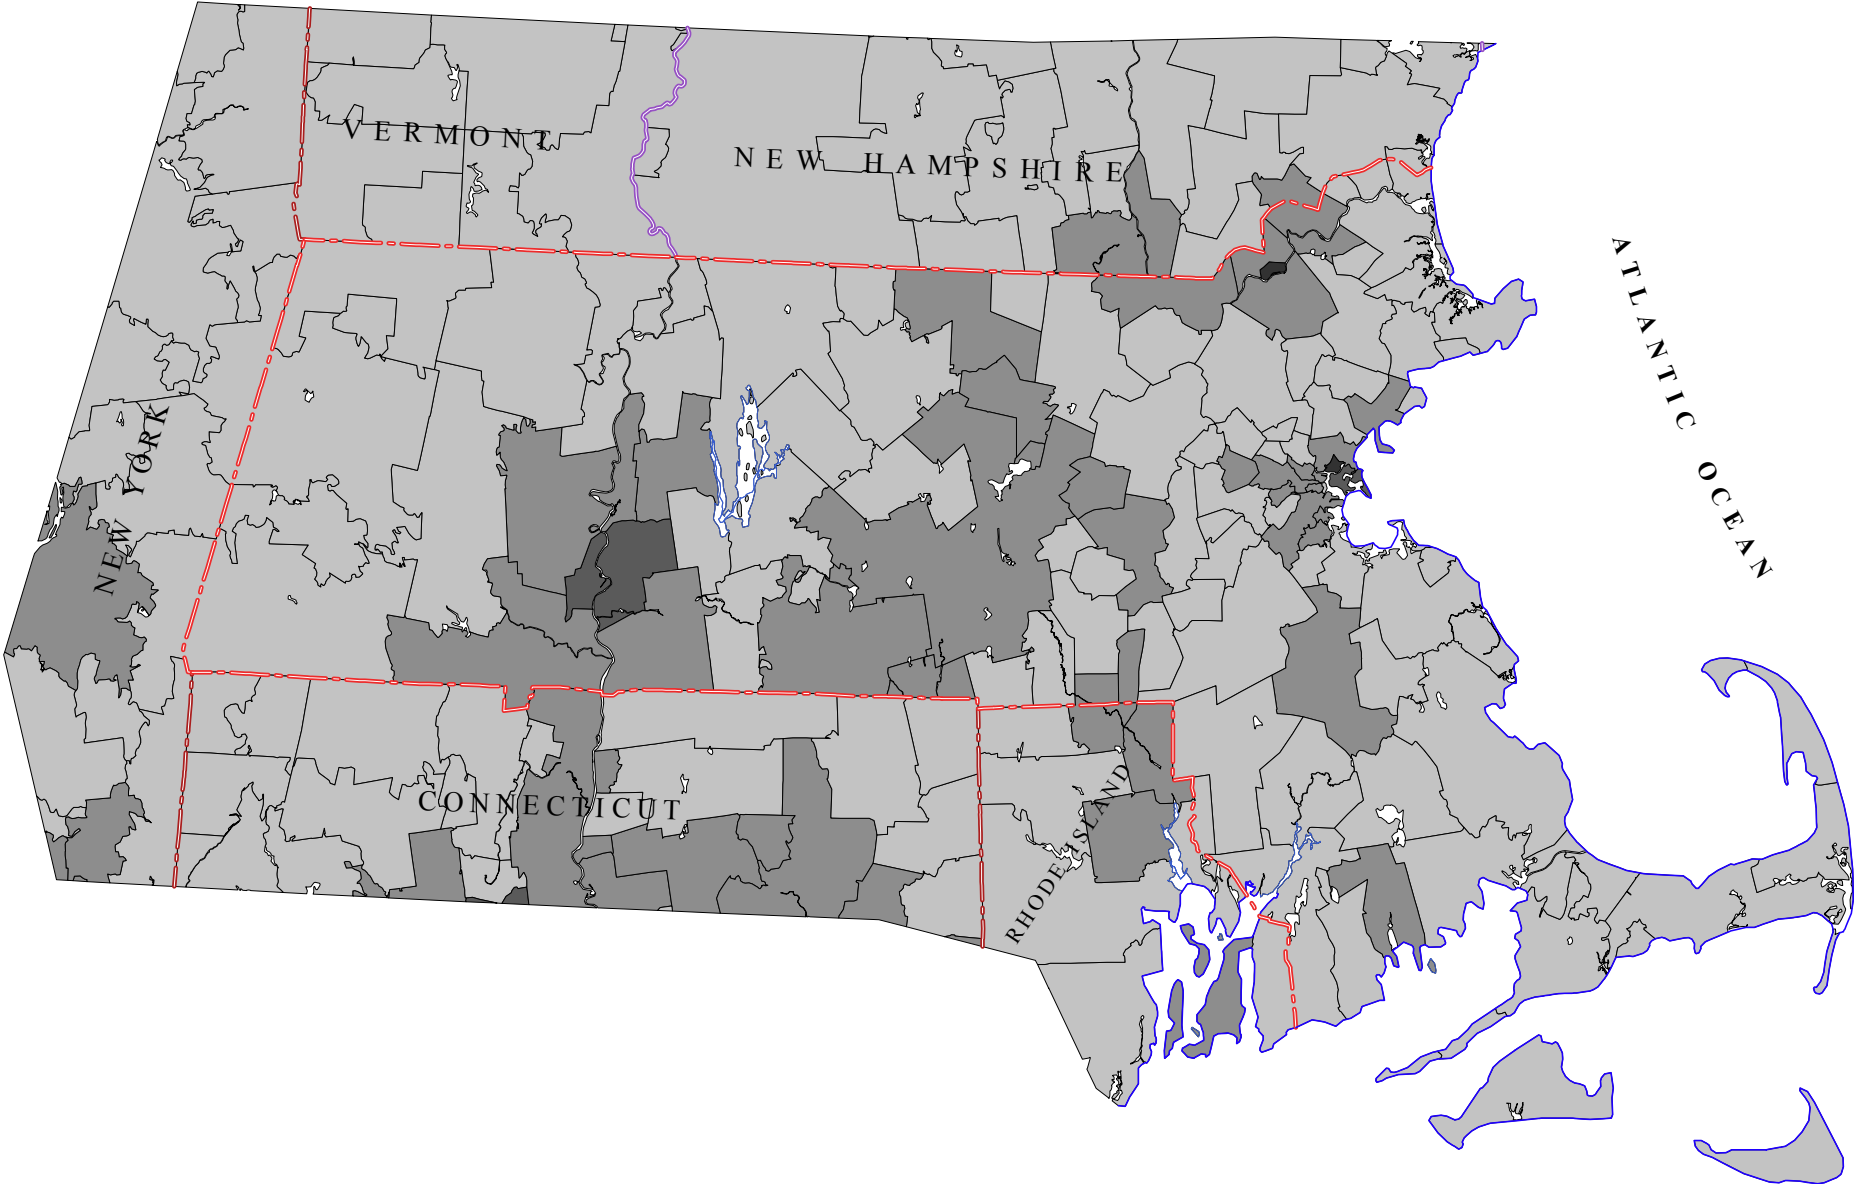 VERMONT
NEW HAMPSHIRE
ATLANTIC OCEAN
NEW YORK
CONNECTICUT
RHODE ISLAND